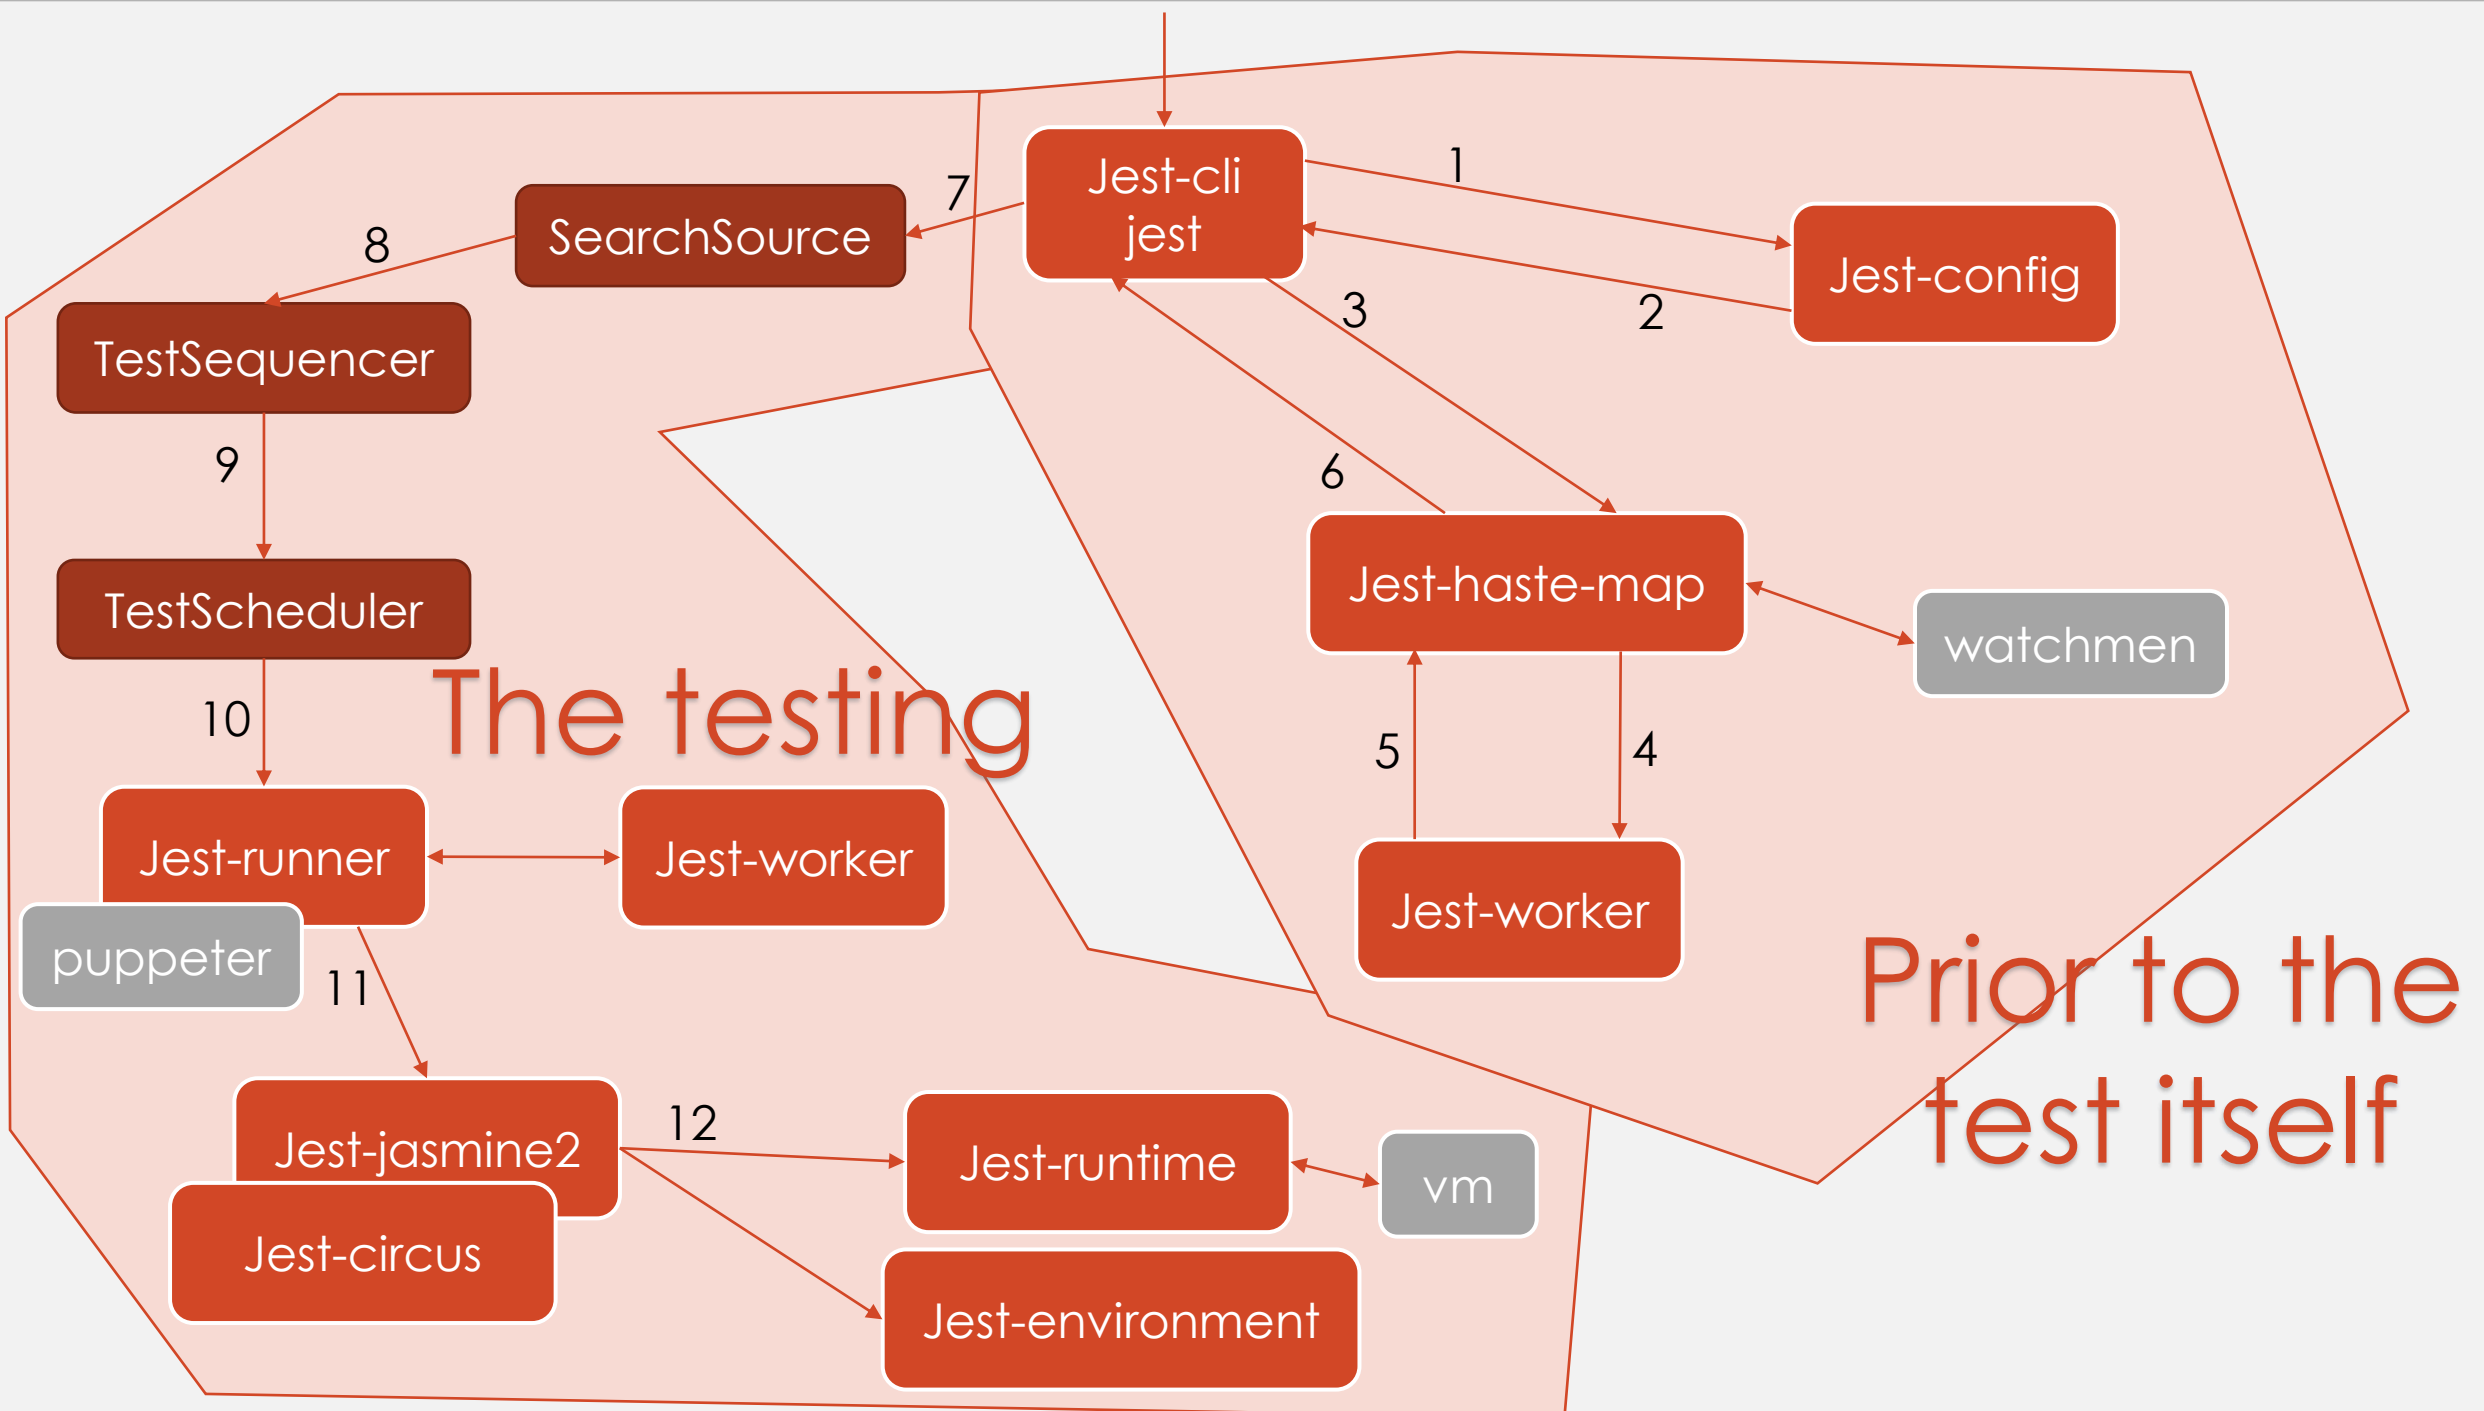 Jest-cli
jest
1
Jest-config
2
3
6
Jest-haste-map
watchmen
5
4
Jest-worker
Prior to the
test itself
7
SearchSource
8
TestSequencer
9
TestScheduler
The testing
10
Jest-runner
Jest-worker
puppeter
11
Jest-jasmine2
Jest-circus
12
Jest-runtime
vm
Jest-environment